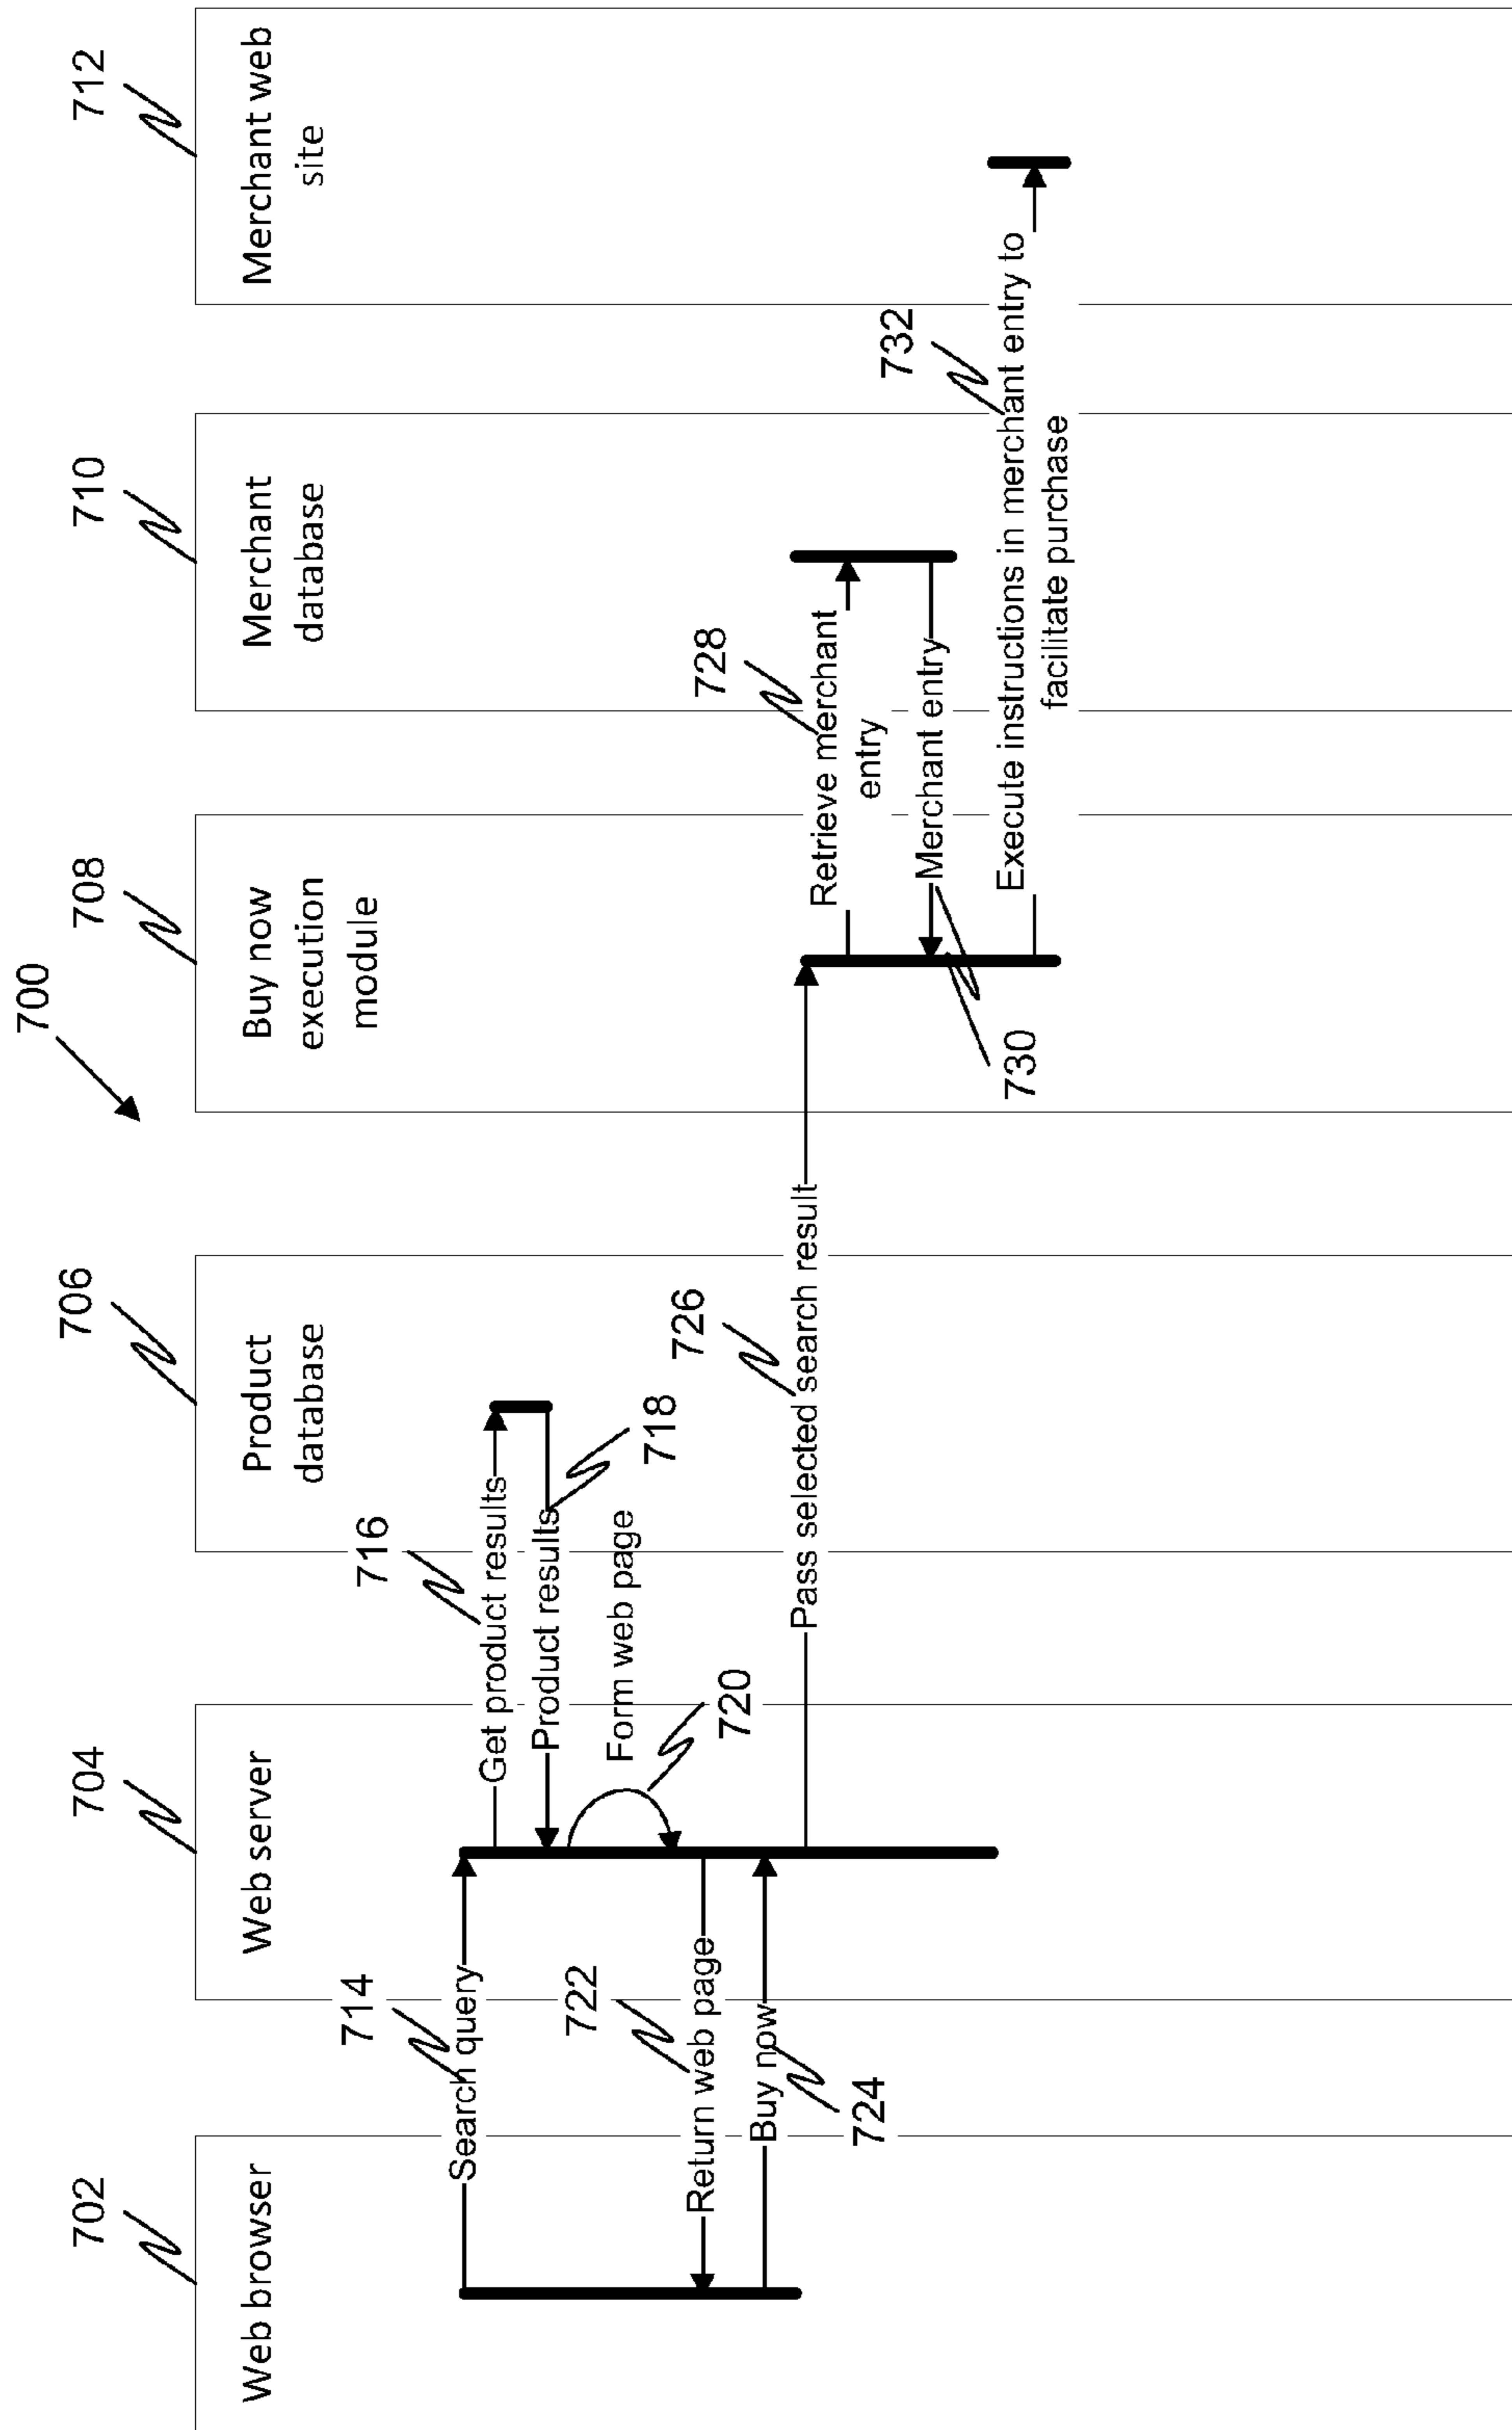 700
702
704
706
708
710
712
Web browser
Web server
Product
database
Buy now
execution
module
Merchant
database
Merchant web
site
714
Search query
716
Get product results
Product results
718
Form web page
720
722
Return web page
Buy now
724
726
Pass selected search result
728
Retrieve merchant
entry
Merchant entry
730
732
Execute instructions in merchant entry to
facilitate purchase